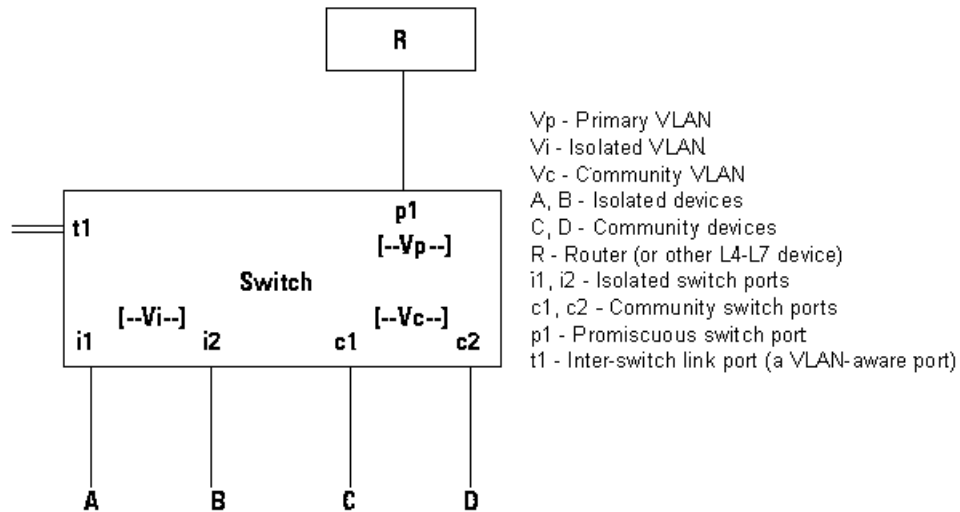 R
Vp - Primary VLAN
Vi - Isolated VLAN
Vc - Community VLAN
A, B - Isolated devices
C, D - Community devices
R - Router (or other L4-L7 device)
i1, i2 - Isolated switch ports
c1, c2 - Community switch ports
p1 - Promiscuous switch port
t1 - Inter-switch link port (a VLAN-aware port)
t1
p1
[--Vp--]
Switch
[--Vi--]
[--Vc--]
i1
i2
c1
c2
A
B
C
D